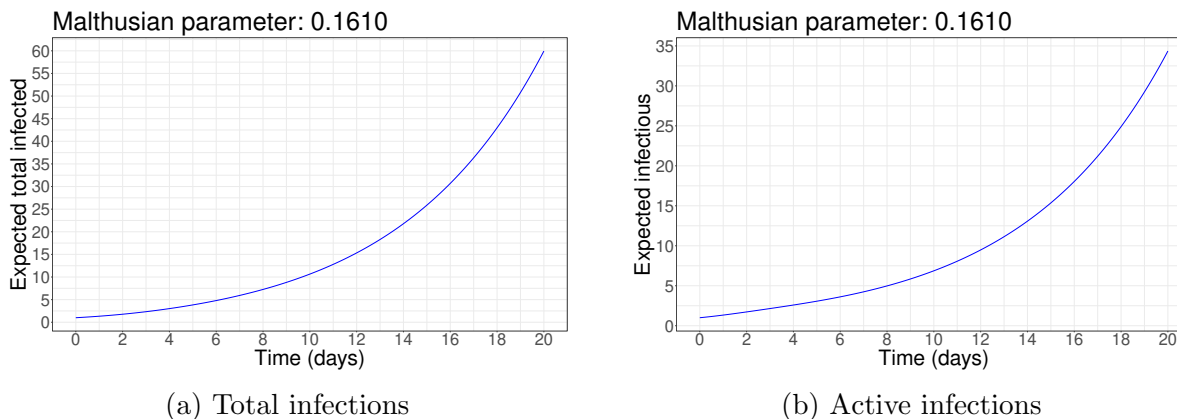 Malthusian parameter: 0.1610
Expected total infected
60
55
50
45
40
35
30
25
20
15
10
5
0
0 2 4 6 8 10 12 14 16 18 20
Time (days)
(a) Total infections
Malthusian parameter: 0.1610
Expected infectious
35
30
25
20
15
10
5
0
0 2 4 6 8 10 12 14 16 18 20
Time (days)
(b) Active infections